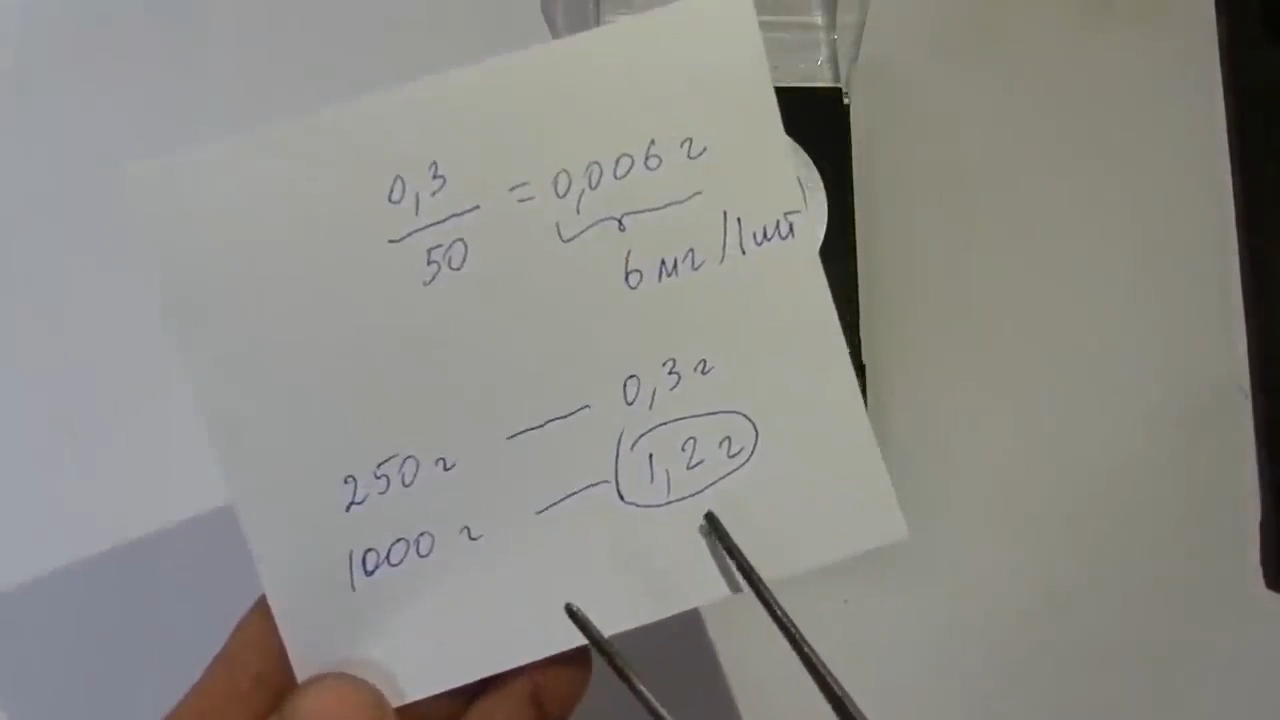 0,3
50
= 0,006 г
6 мг/1 шт
250 г — 0,3 г
1000 г — 1,2 г